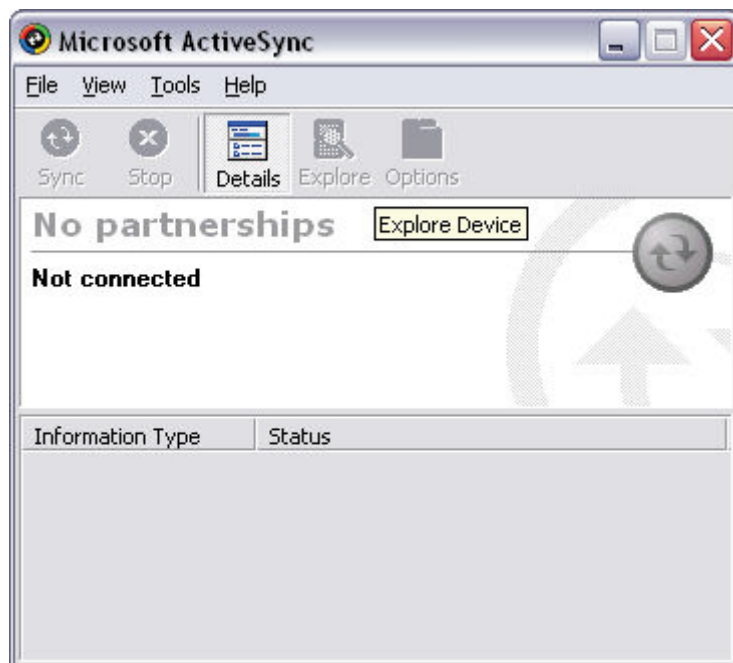 Microsoft ActiveSync
File View Tools Help
Sync Stop Details Explore Options
No partnerships
Explore Device
Not connected
Information Type Status